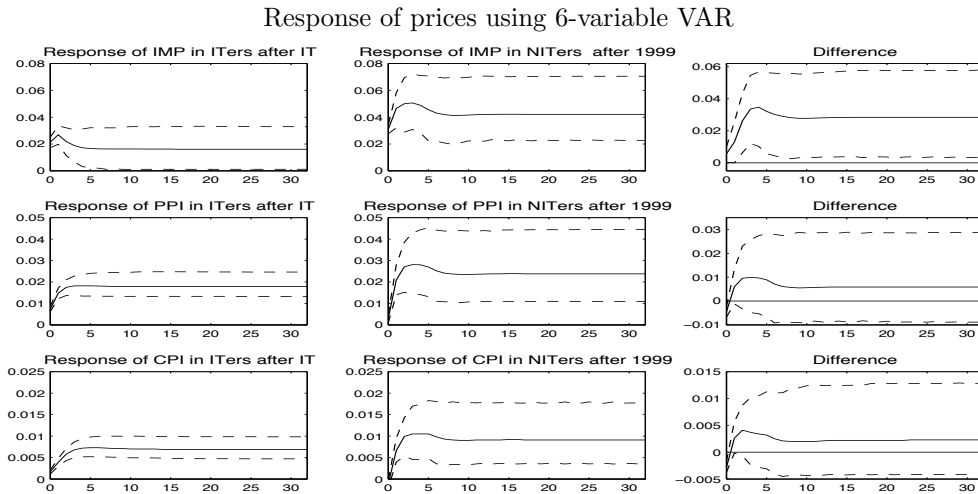 Response of prices using 6-variable VAR
Response of IMP in ITers after IT
Response of IMP in NITers after 1999
Difference
0.08
0.06
0.04
0.02
0
0 5 10 15 20 25 30
0.08
0.06
0.04
0.02
0
0 5 10 15 20 25 30
0.06
0.04
0.02
0
0 5 10 15 20 25 30
Response of PPI in ITers after IT
Response of PPI in NITers after 1999
Difference
0.05
0.04
0.03
0.02
0.01
0
0 5 10 15 20 25 30
0.05
0.04
0.03
0.02
0.01
0
0 5 10 15 20 25 30
0.03
0.02
0.01
0
−0.01
0 5 10 15 20 25 30
Response of CPI in ITers after IT
Response of CPI in NITers after 1999
Difference
0.025
0.02
0.015
0.01
0.005
0
0 5 10 15 20 25 30
0.025
0.02
0.015
0.01
0.005
0
0 5 10 15 20 25 30
0.015
0.01
0.005
0
−0.005
0 5 10 15 20 25 30